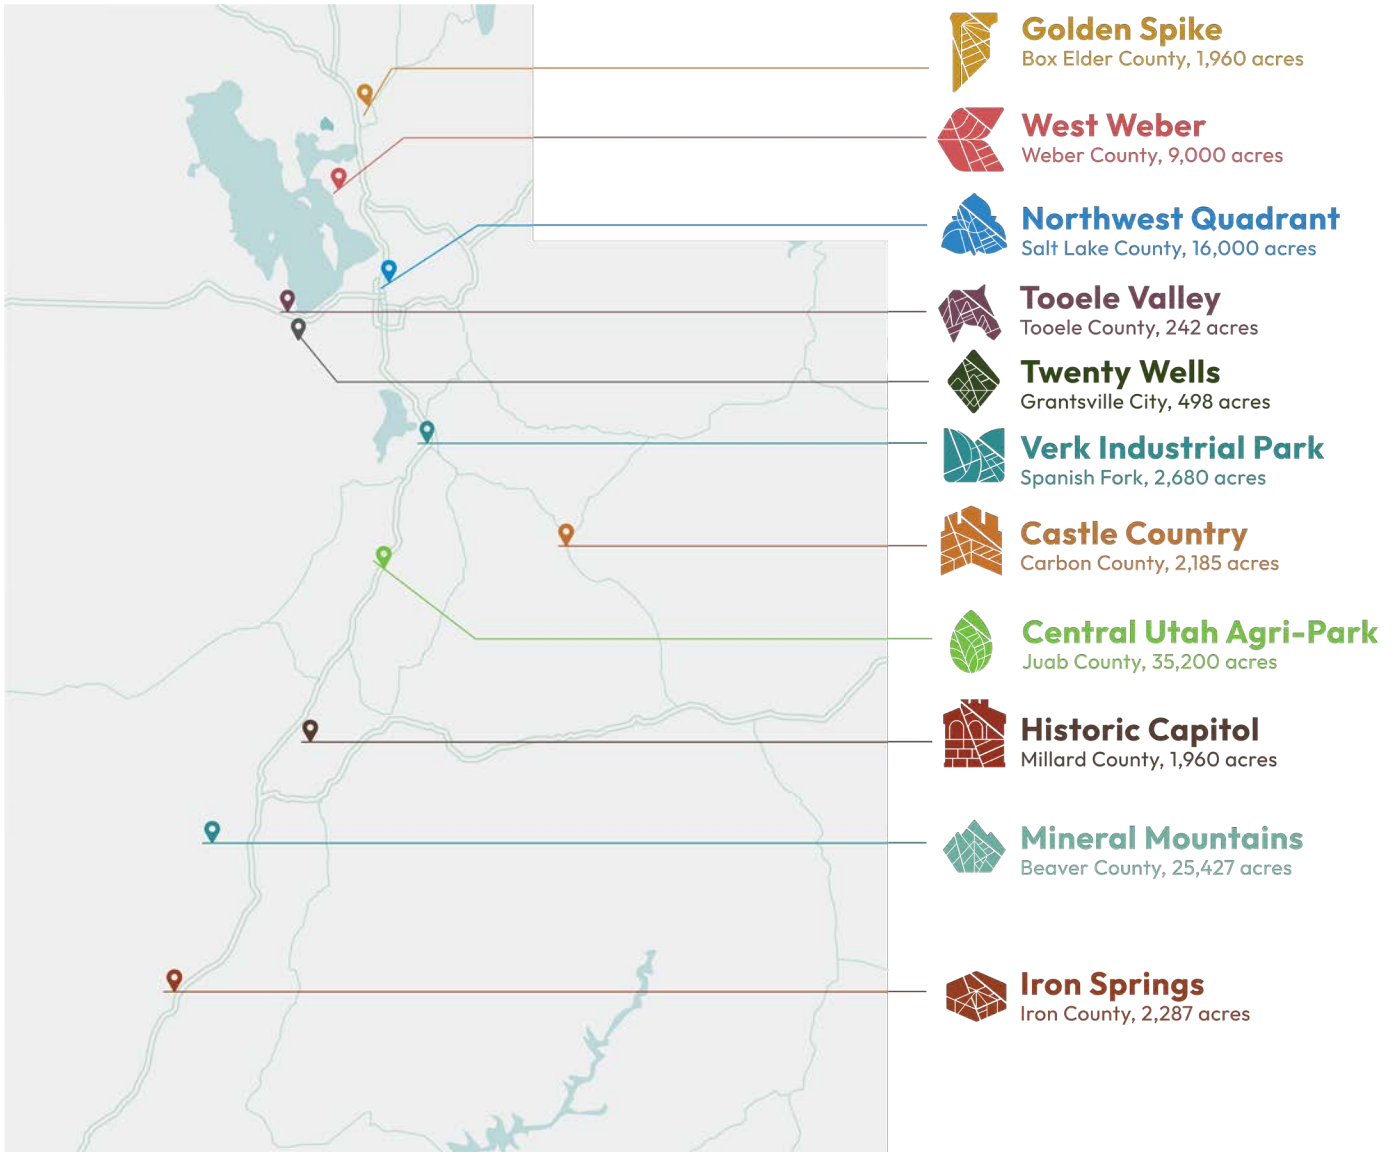 Golden Spike
Box Elder County, 1,960 acres
West Weber
Weber County, 9,000 acres
Northwest Quadrant
Salt Lake County, 16,000 acres
Tooele Valley
Tooele County, 242 acres
Twenty Wells
Grantsville City, 498 acres
Verk Industrial Park
Spanish Fork, 2,680 acres
Castle Country
Carbon County, 2,185 acres
Central Utah Agri-Park
Juab County, 35,200 acres
Historic Capitol
Millard County, 1,960 acres
Mineral Mountains
Beaver County, 25,427 acres
Iron Springs
Iron County, 2,287 acres